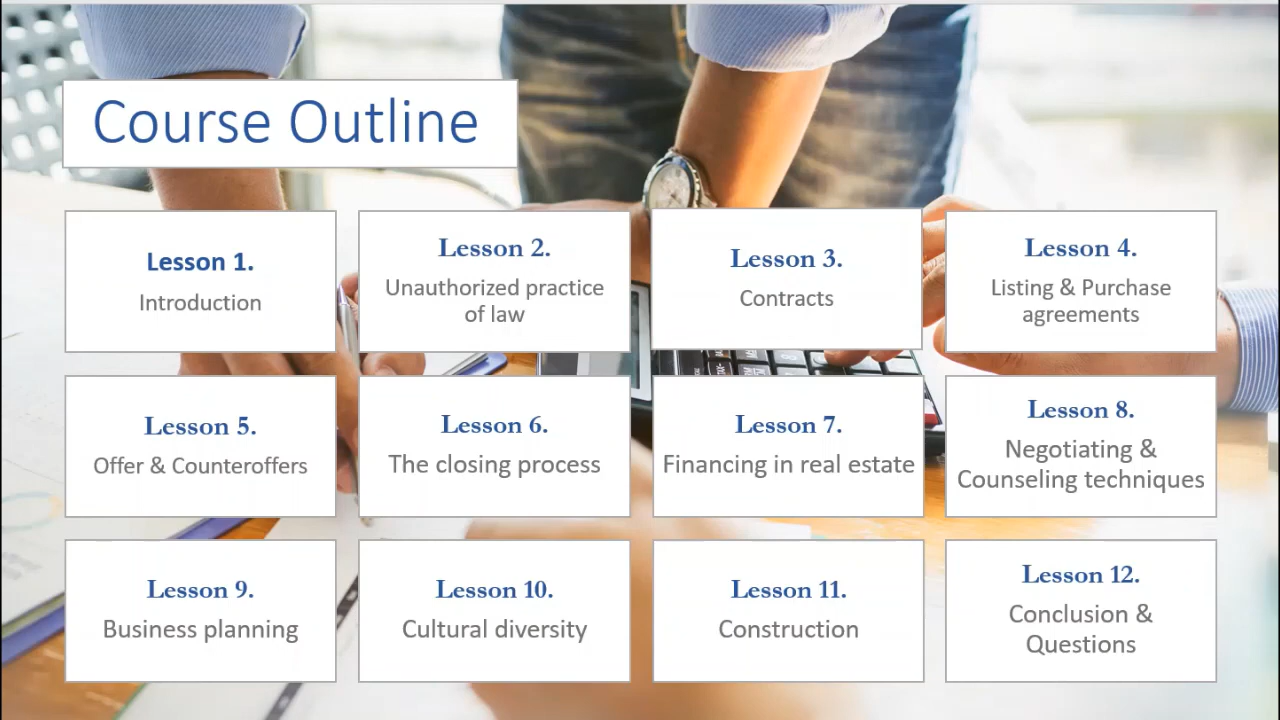 Course Outline
Lesson 1.
Introduction
Lesson 2.
Unauthorized practice
of law
Lesson 3.
Contracts
Lesson 4.
Listing & Purchase
agreements
Lesson 5.
Offer & Counteroffers
Lesson 6.
The closing process
Lesson 7.
Financing in real estate
Lesson 8.
Negotiating &
Counseling techniques
Lesson 9.
Business planning
Lesson 10.
Cultural diversity
Lesson 11.
Construction
Lesson 12.
Conclusion &
Questions